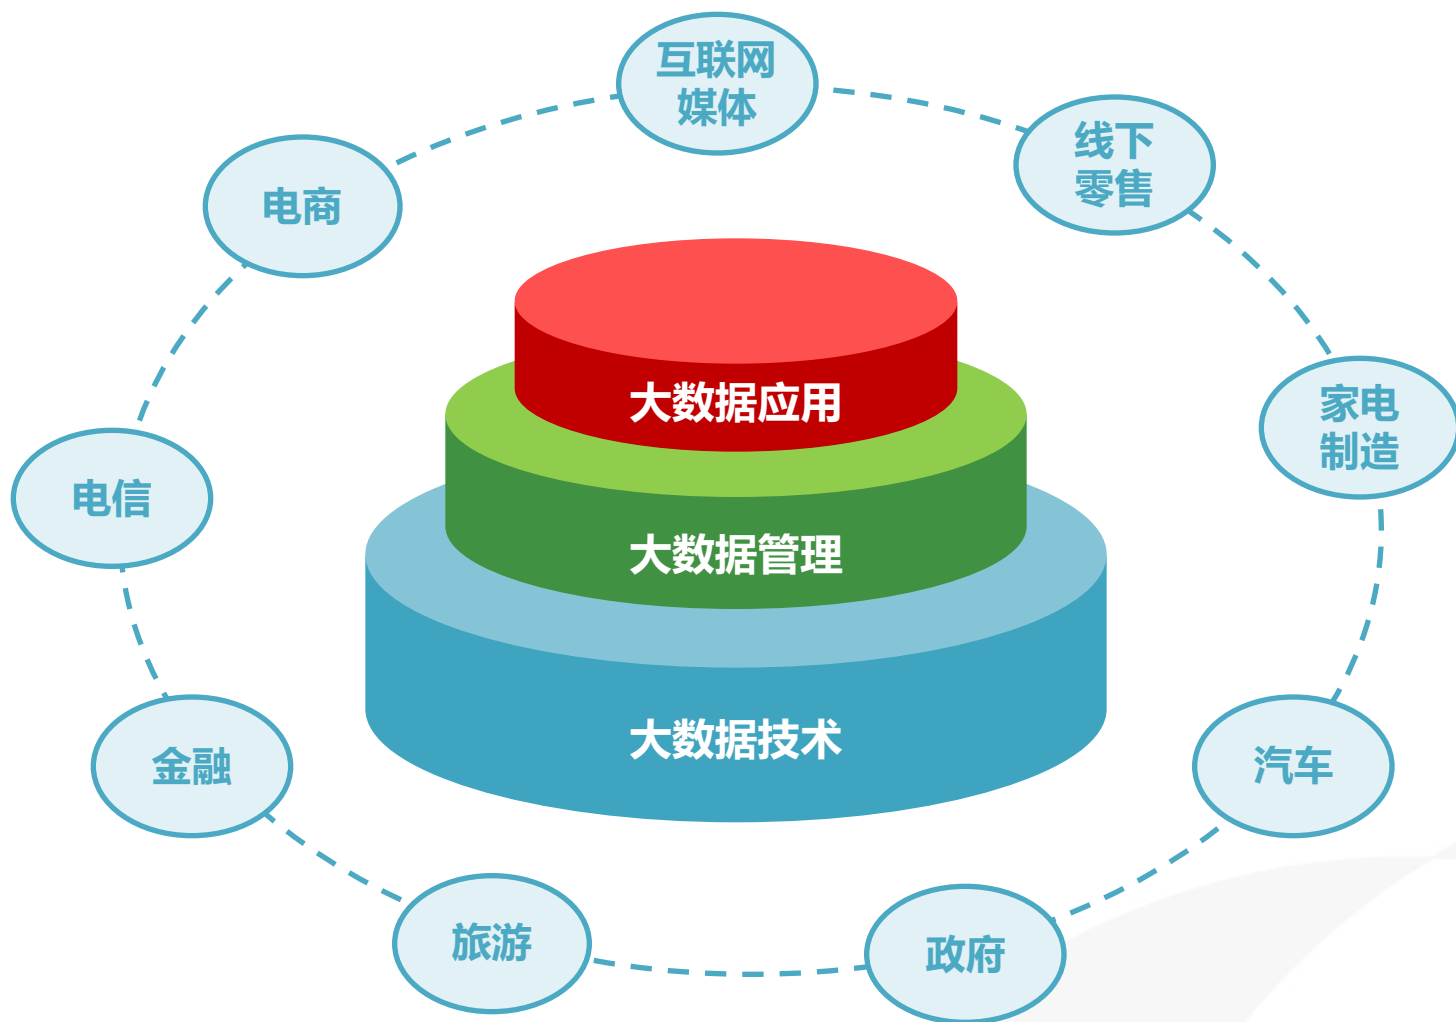 互联网
媒体
线下
零售
电商
家电
制造
大数据应用
电信
大数据管理
大数据技术
金融
汽车
旅游
政府